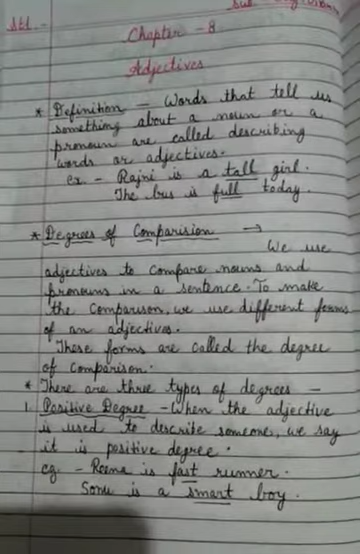 Std. -
Sub -
Chapter - 8
Adjectives
* Definition - Words that tell us
something about a noun or a
pronoun are called describing
words or adjectives.
ex. - Rajni is a tall girl.
The bus is full today.
* Degrees of Comparision →
We use
adjectives to compare nouns and
pronouns in a sentence. To make
the comparison, we use different forms
of an adjectives.
These forms are called the degree
of comparison.
* There are three types of degrees -
1. Positive Degree - When the adjective
is used to describe someone, we say
it is positive degree.
eg. - Reema is fast runner.
Sonu is a smart boy.